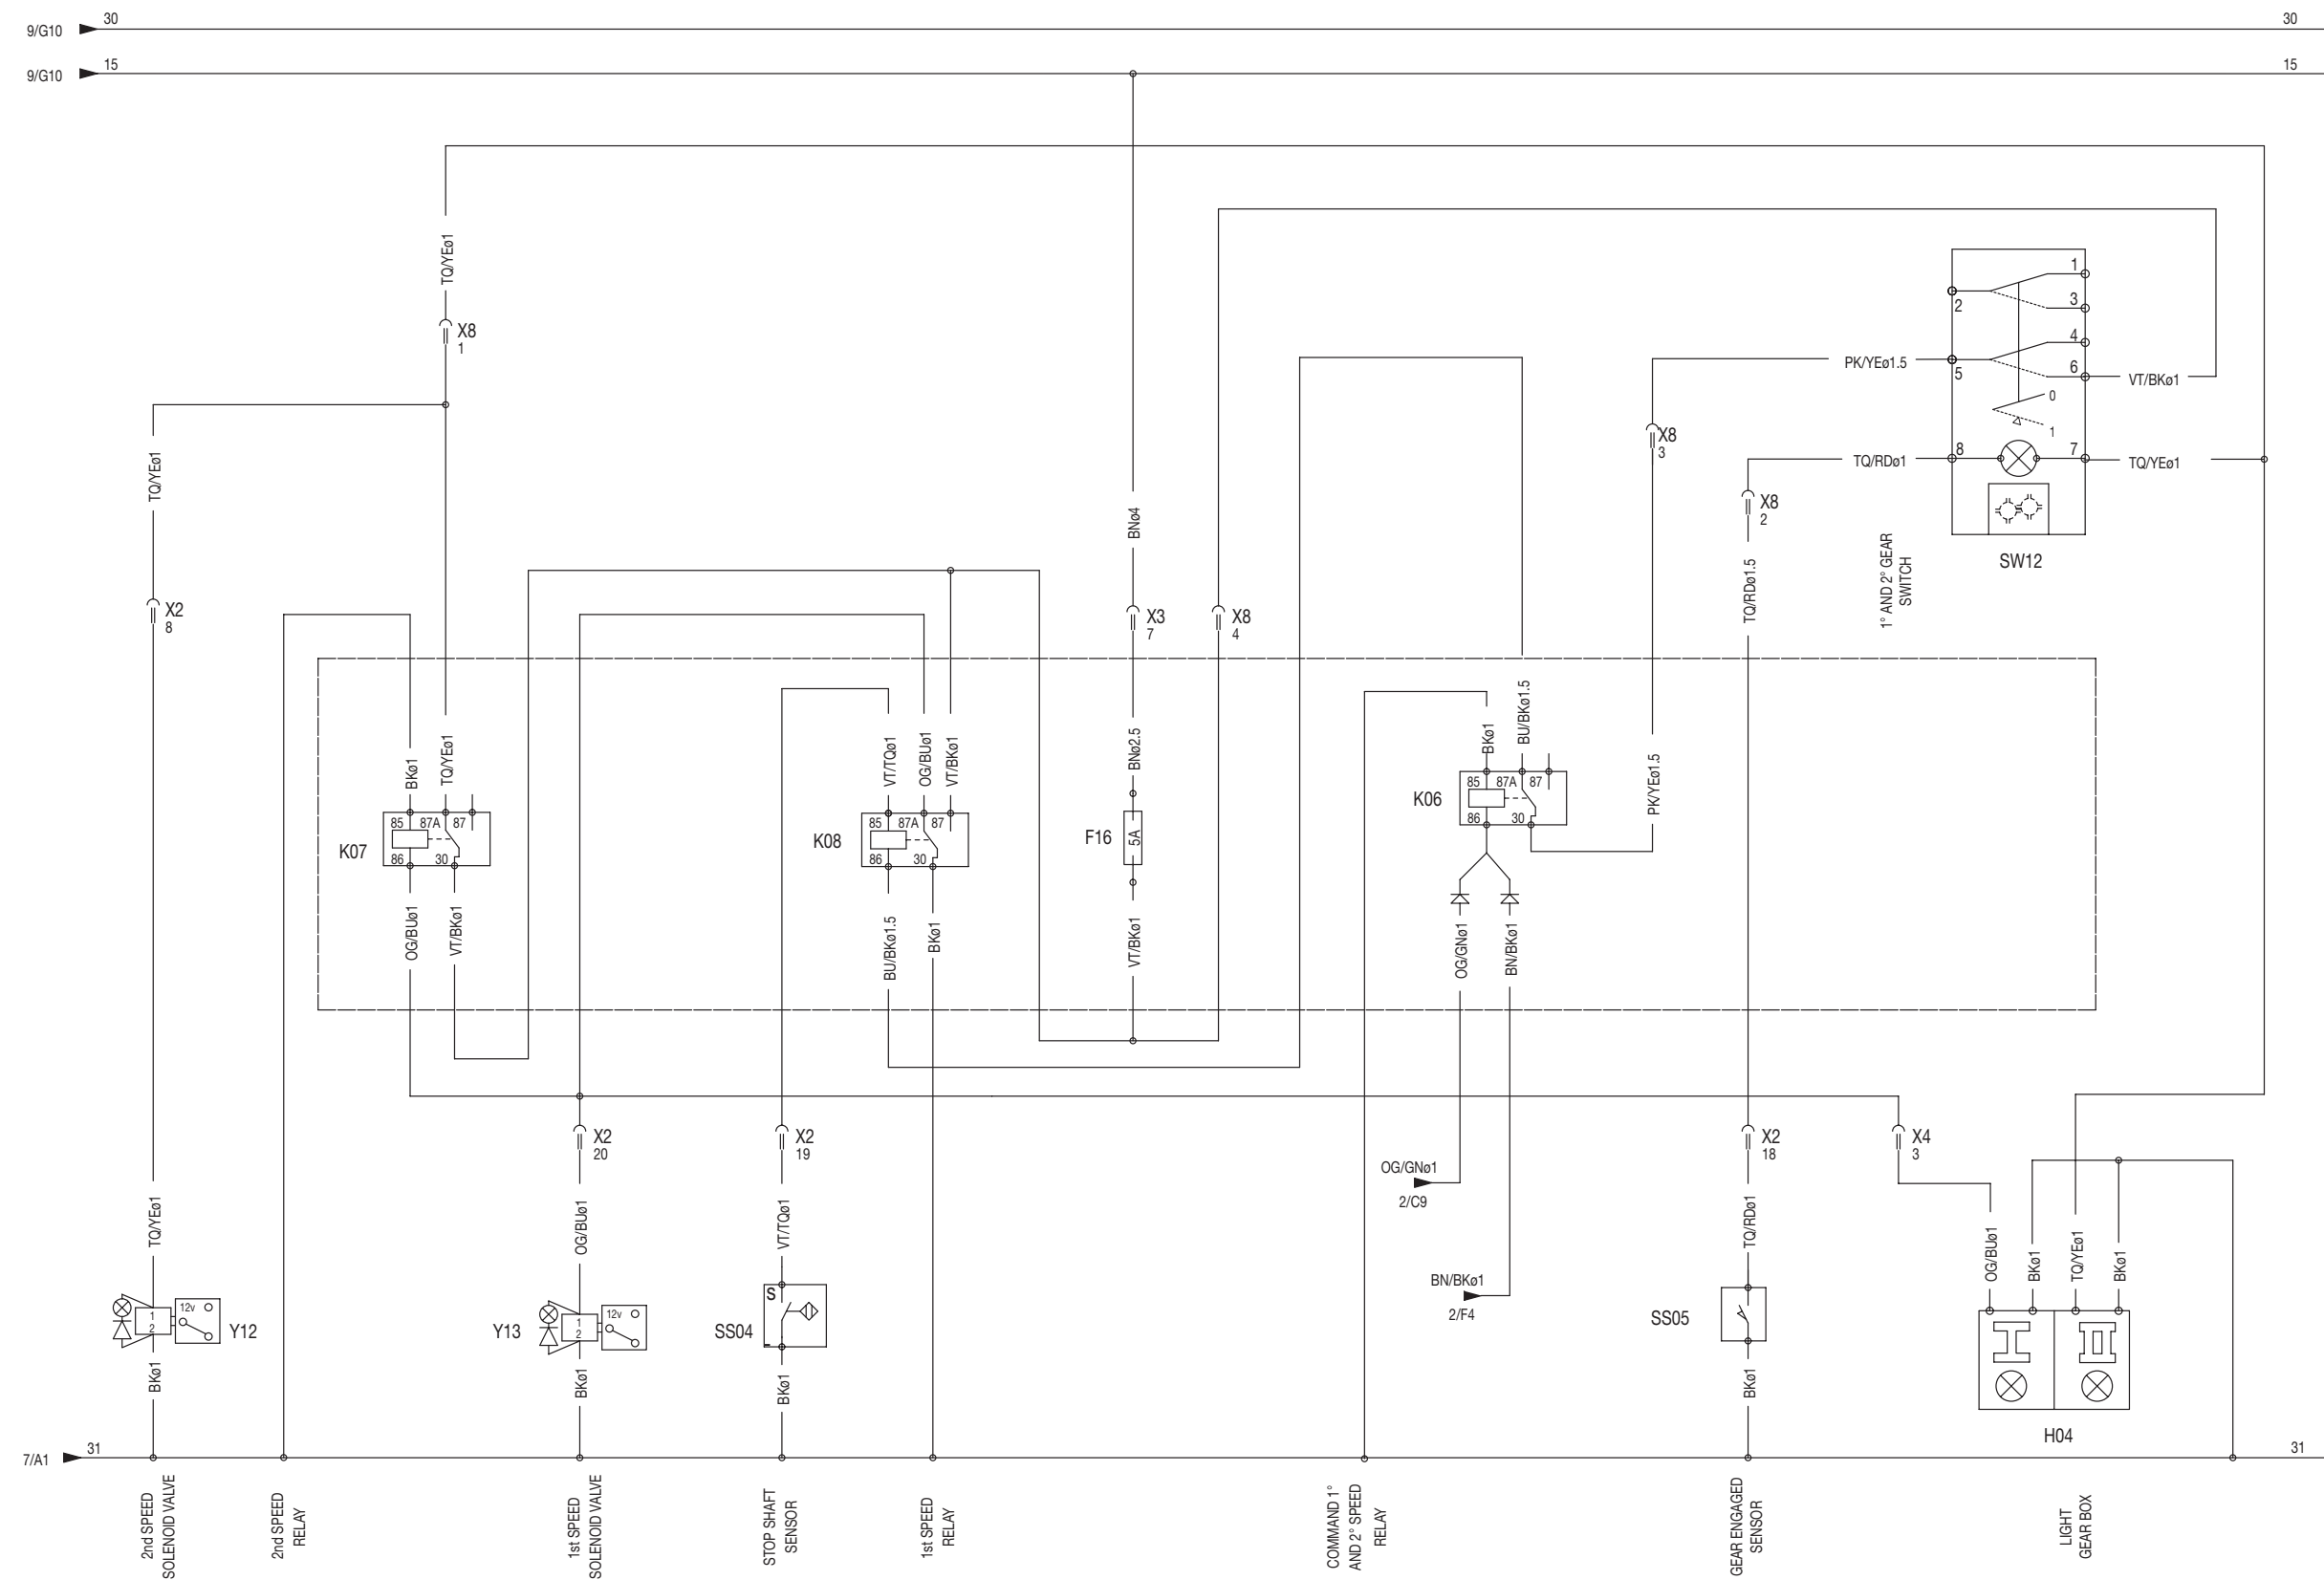 30
30
9/G10
15
15
9/G10
TQ/YEø1
X8
1
1
2
3
4
PK/YEø1.5
5
6
VT/BKø1
0
1
X8
3
TQ/YEø1
TQ/RDø1
8
7
TQ/YEø1
X8
2
BNø4
SW12
1° AND 2° GEAR
SWITCH
TQ/RDø1.5
X2
8
X3
7
X8
4
BKø1
TQ/YEø1
VT/TQø1
OG/BUø1
VT/BKø1
BNø2.5
BKø1
BU/BKø1.5
PK/YEø1.5
K06
85
87A
87
86
30
K07
85
87A
87
86
30
K08
85
87A
87
86
30
F16
5A
OG/BUø1
VT/BKø1
BU/BKø1.5
BKø1
VT/BKø1
OG/GNø1
BN/BKø1
X2
20
X2
19
X2
18
X4
3
OG/GNø1
2/C9
TQ/YEø1
OG/BUø1
VT/TQø1
TQ/RDø1
OG/BUø1
BKø1
TQ/YEø1
BKø1
BN/BKø1
2/F4
1
2
12v
Y12
Y13
1
2
12v
SS04
S
SS05
BKø1
BKø1
BKø1
BKø1
H04
31
31
7/A1
2nd SPEED
SOLENOID VALVE
2nd SPEED
RELAY
1st SPEED
SOLENOID VALVE
STOP SHAFT
SENSOR
1st SPEED
RELAY
COMMAND 1°
AND 2° SPEED
RELAY
GEAR ENGAGED
SENSOR
LIGHT
GEAR BOX